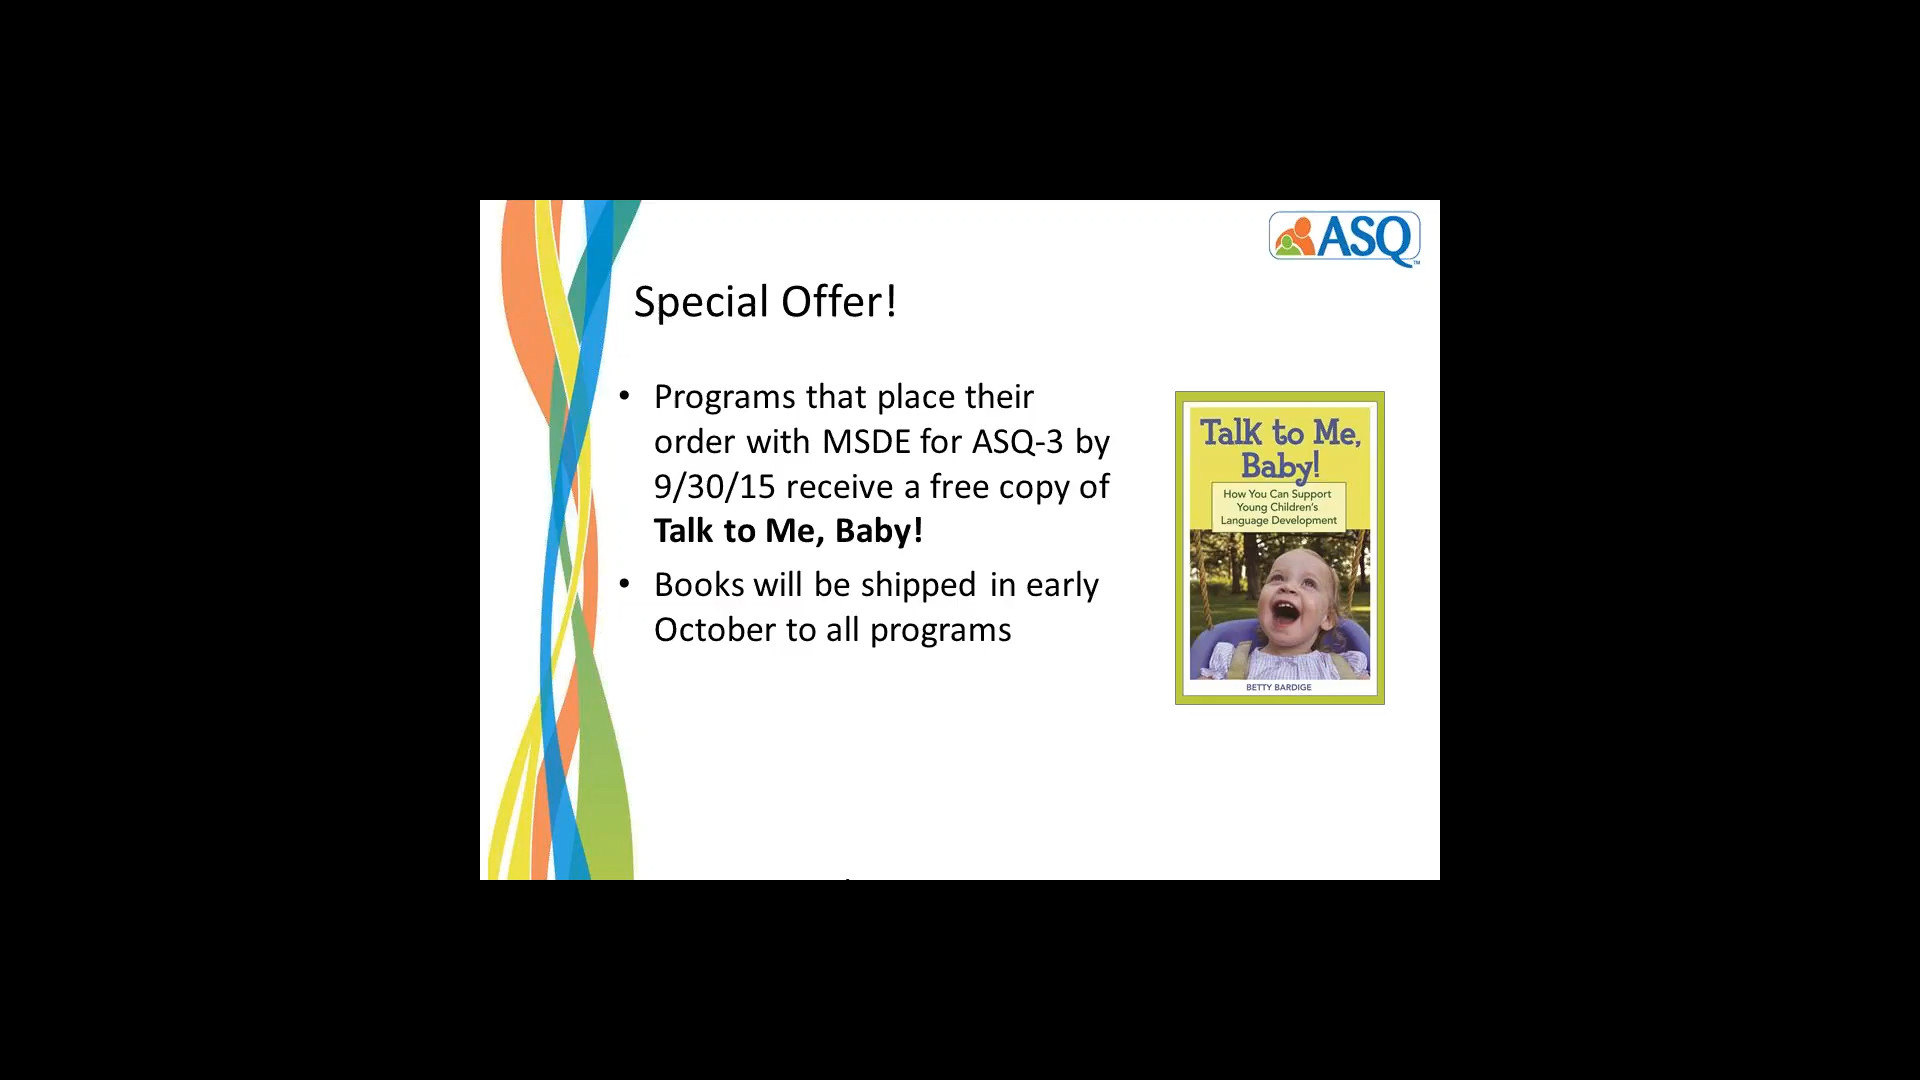 ASQ™
Special Offer!
• Programs that place their
order with MSDE for ASQ-3 by
9/30/15 receive a free copy of
Talk to Me, Baby!
• Books will be shipped in early
October to all programs
Talk to Me,
Baby!
How You Can Support
Young Children's
Language Development
BETTY BARDIGE